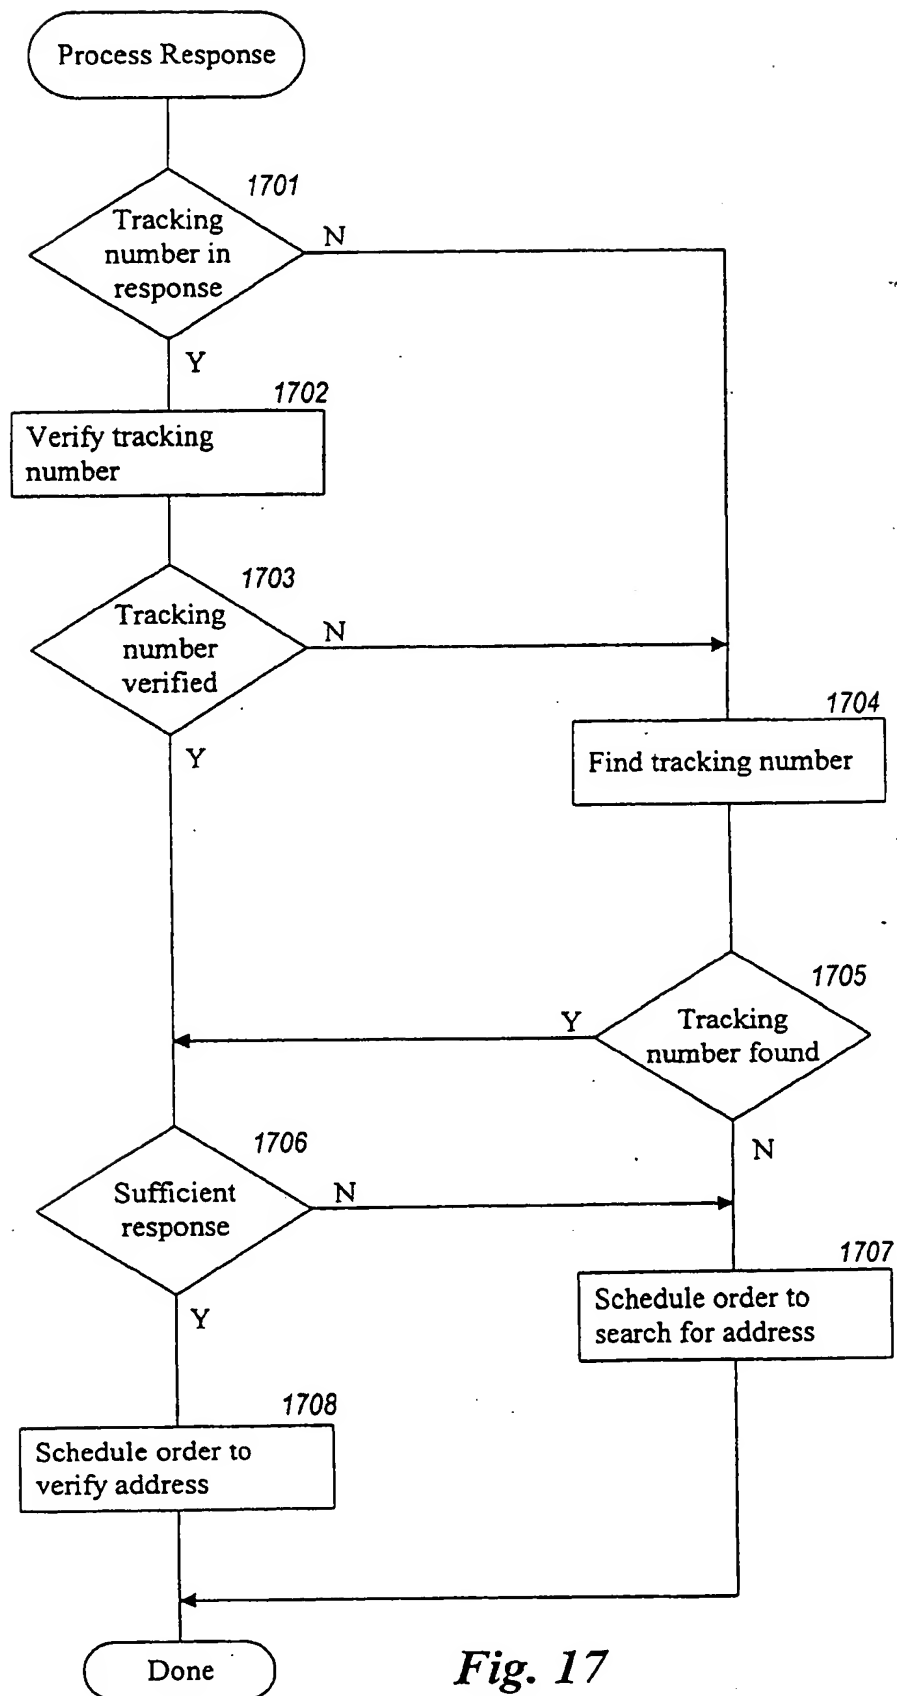 Process Response
1701
Tracking
number in
response
N
Y
1702
Verify tracking
number
1703
Tracking
number
verified
N
Y
1704
Find tracking number
1705
Tracking
number found
Y
N
1706
Sufficient
response
N
Y
1707
Schedule order to
search for address
1708
Schedule order to
verify address
Done
Fig. 17